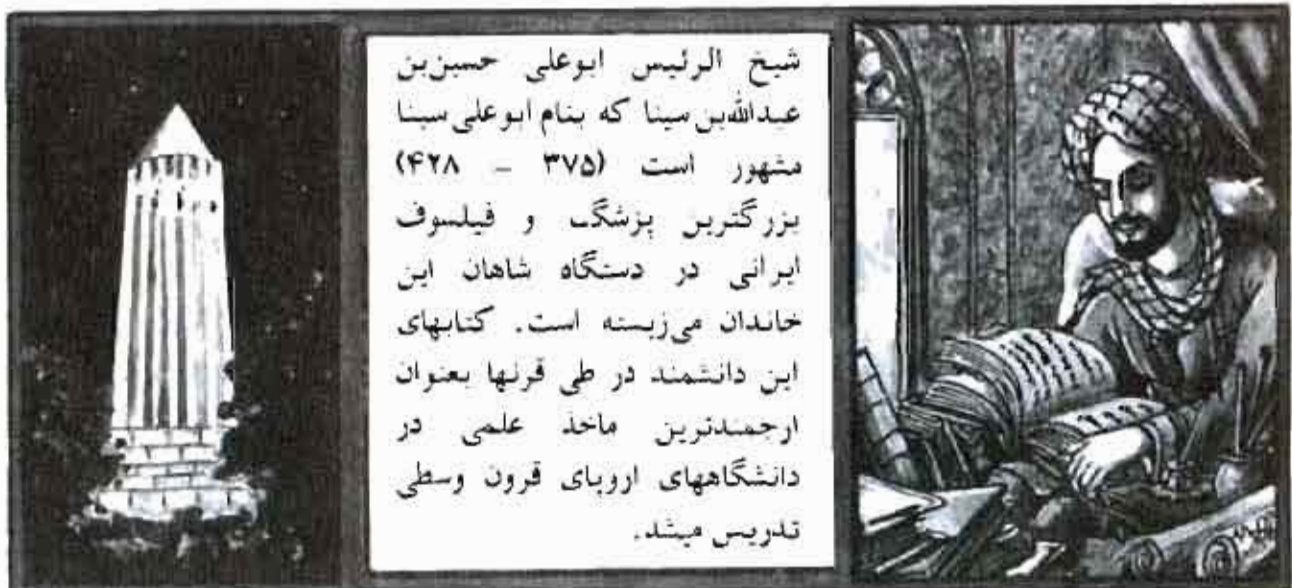 شیخ الرئیس ابوعلی حسین‌بن
عبدالله‌بن سینا که بنام ابوعلی سینا
مشهور است (۳۷۵ – ۴۲۸)
بزرگترین پزشگ و فیلسوف
ایرانی در دستگاه شاهان این
خاندان می‌زیسته است. کتابهای
این دانشمند در طی قرنها بعنوان
ارجمندترین ماخذ علمی در
دانشگاههای اروپای قرون وسطی
تدریس میشد.